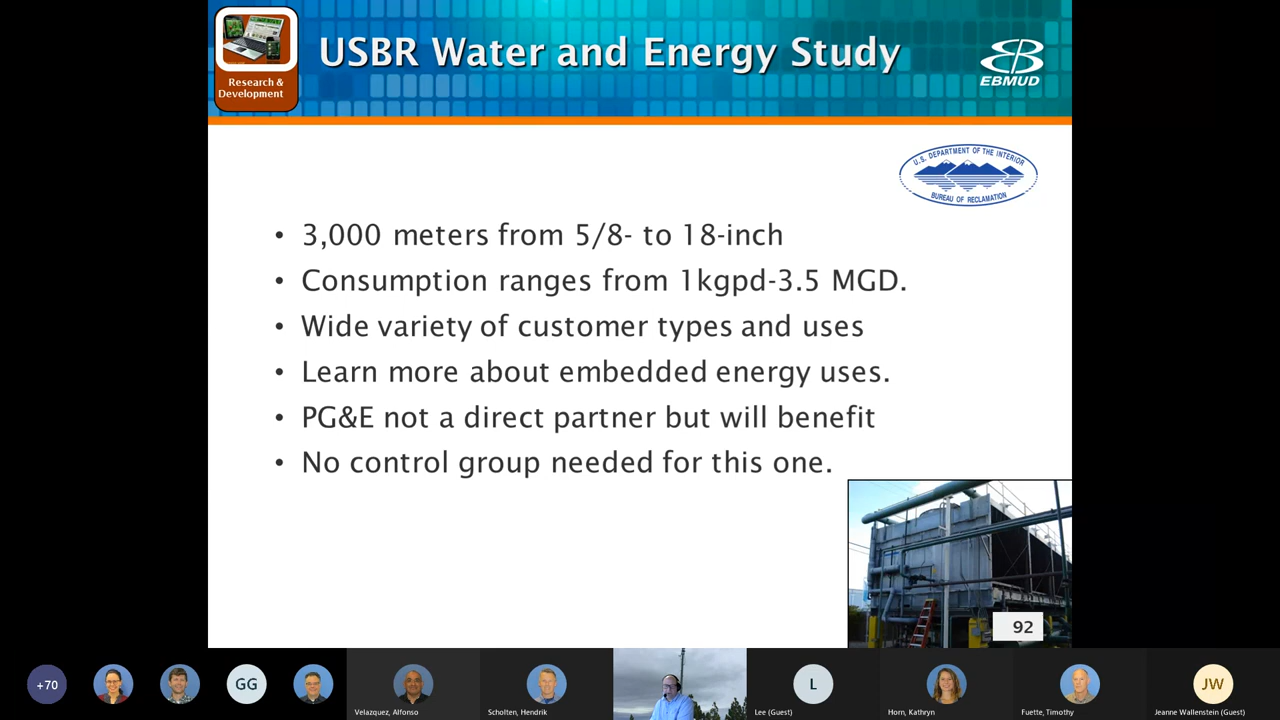 Research &
Development
USBR Water and Energy Study
EBMUD
U.S. DEPARTMENT OF THE INTERIOR
BUREAU OF RECLAMATION
• 3,000 meters from 5/8- to 18-inch
• Consumption ranges from 1kgpd-3.5 MGD.
• Wide variety of customer types and uses
• Learn more about embedded energy uses.
• PG&E not a direct partner but will benefit
• No control group needed for this one.
92
+70
GG
L
JW
Velazquez, Alfonso
Scholten, Hendrik
Lee (Guest)
Horn, Kathryn
Fuette, Timothy
Jeanne Wallenstein (Guest)